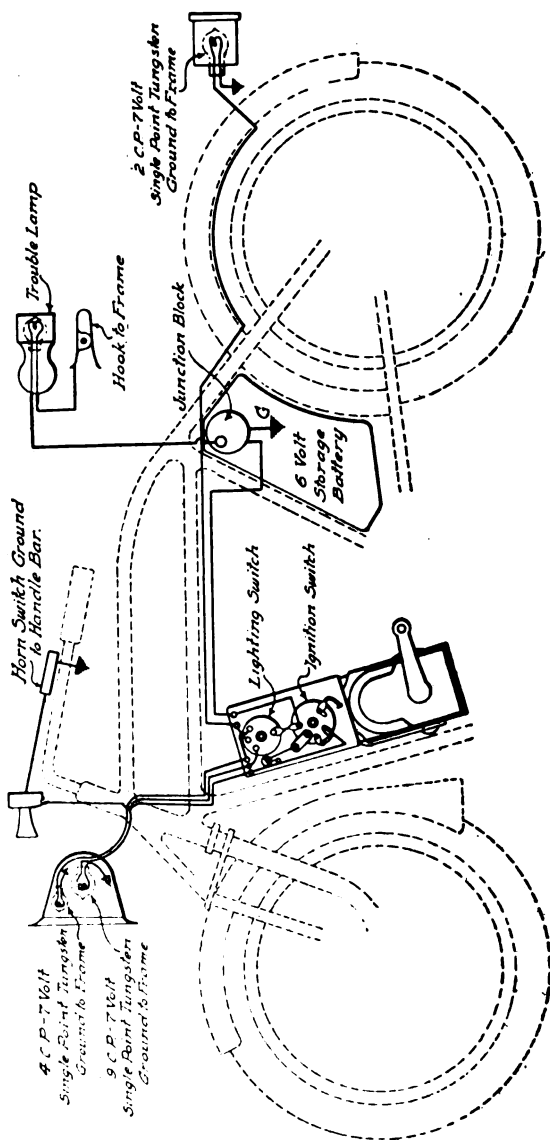 4 C P-7 Volt
Single Point Tungsten
Ground to Frame
9 C P-7 Volt
Single Point Tungsten
Ground to Frame
Horn Switch Ground
to Handle Bar.
Lighting Switch
Ignition Switch
Trouble Lamp
Hook to Frame
Junction Block
G
6 Volt
Storage
Battery
2 C P-7 Volt
Single Point Tungsten
Ground to Frame